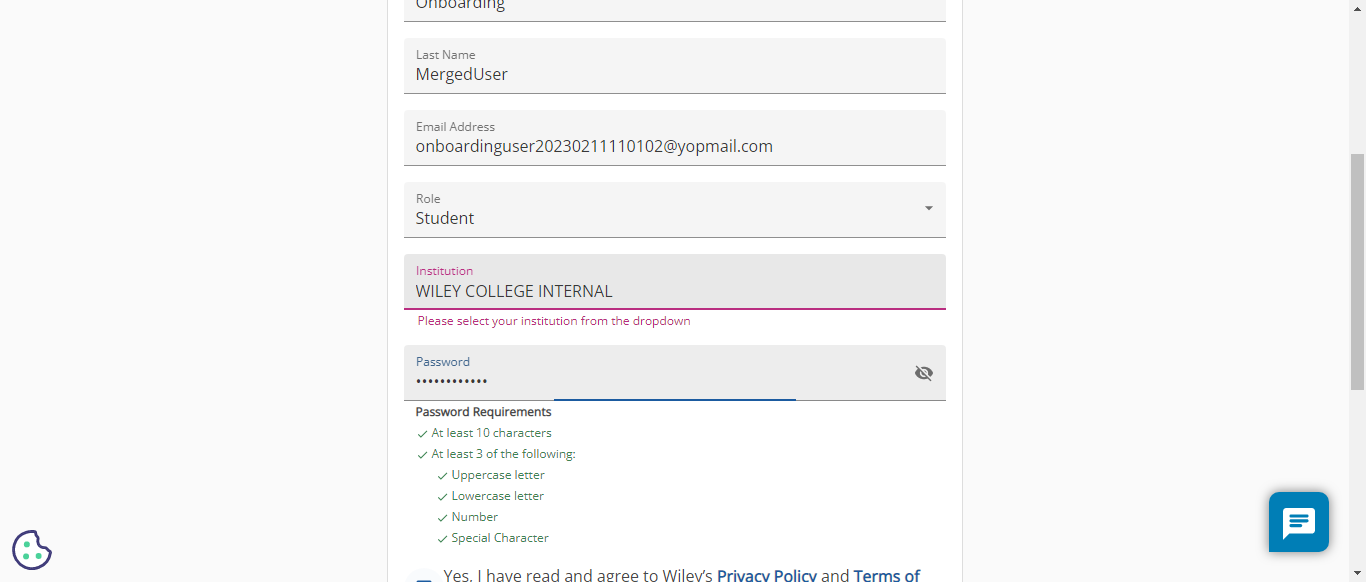 Onboarding
Last Name
MergedUser
Email Address
onboardinguser20230211110102@yopmail.com
Role
Student
Institution
WILEY COLLEGE INTERNAL
Please select your institution from the dropdown
Password
••••••••••••
Password Requirements
At least 10 characters
At least 3 of the following:
Uppercase letter
Lowercase letter
Number
Special Character
Yes, I have read and agree to Wiley's Privacy Policy and Terms of